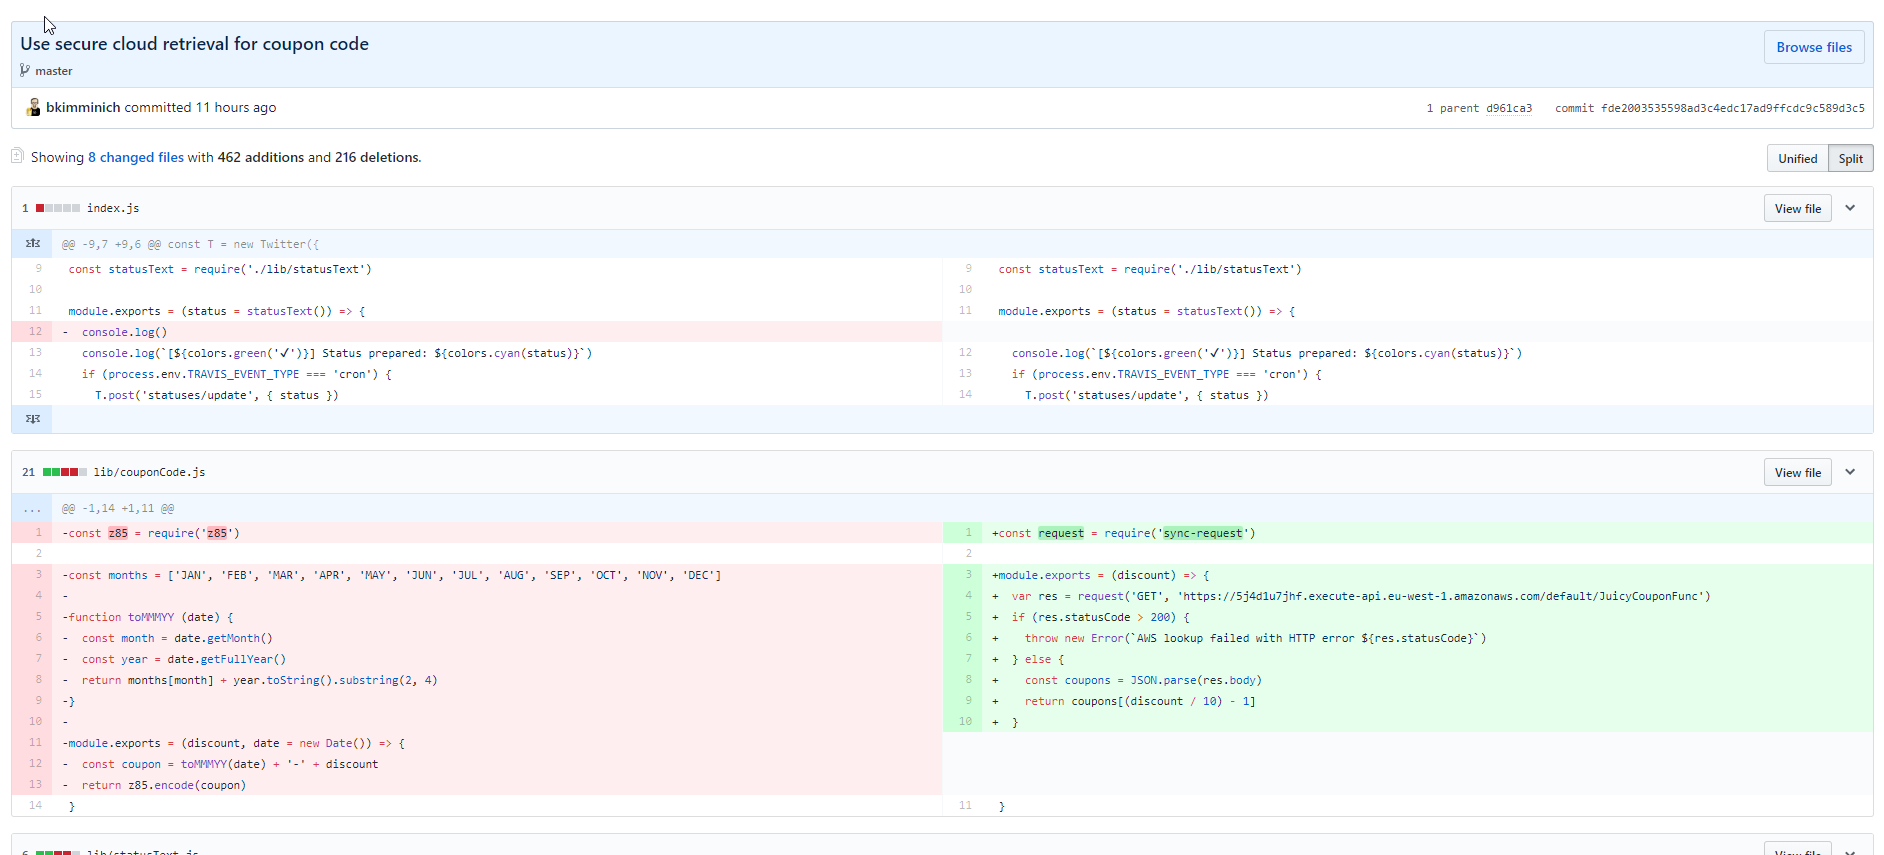 Use secure cloud retrieval for coupon code
Browse files
master
bkimminich committed 11 hours ago
1 parent d961ca3 commit fde2003535598ad3c4edc17ad9ffcdc9c589d3c5
Showing 8 changed files with 462 additions and 216 deletions.
Unified Split
1 index.js
View file
@@ -9,7 +9,6 @@ const T = new Twitter({
9 const statusText = require('./lib/statusText')
10
11 module.exports = (status = statusText()) => {
12 - console.log()
13 console.log(`[${colors.green('✔')}] Status prepared: ${colors.cyan(status)}`)
14 if (process.env.TRAVIS_EVENT_TYPE === 'cron') {
15 T.post('statuses/update', { status })
9 const statusText = require('./lib/statusText')
10
11 module.exports = (status = statusText()) => {
12 console.log(`[${colors.green('✔')}] Status prepared: ${colors.cyan(status)}`)
13 if (process.env.TRAVIS_EVENT_TYPE === 'cron') {
14 T.post('statuses/update', { status })
21 lib/couponCode.js
View file
... @@ -1,14 +1,11 @@
1 -const z85 = require('z85')
2
3 -const months = ['JAN', 'FEB', 'MAR', 'APR', 'MAY', 'JUN', 'JUL', 'AUG', 'SEP', 'OCT', 'NOV', 'DEC']
4 -
5 -function toMMMYY (date) {
6 - const month = date.getMonth()
7 - const year = date.getFullYear()
8 - return months[month] + year.toString().substring(2, 4)
9 -}
10 -
11 -module.exports = (discount, date = new Date()) => {
12 - const coupon = toMMMYY(date) + '-' + discount
13 - return z85.encode(coupon)
14 }
1 +const request = require('sync-request')
2
3 +module.exports = (discount) => {
4 + var res = request('GET', 'https://5j4d1u7jhf.execute-api.eu-west-1.amazonaws.com/default/JuicyCouponFunc')
5 + if (res.statusCode > 200) {
6 + throw new Error(`AWS lookup failed with HTTP error ${res.statusCode}`)
7 + } else {
8 + const coupons = JSON.parse(res.body)
9 + return coupons[(discount / 10) - 1]
10 + }
11 }
6 lib/statusText.js
View file